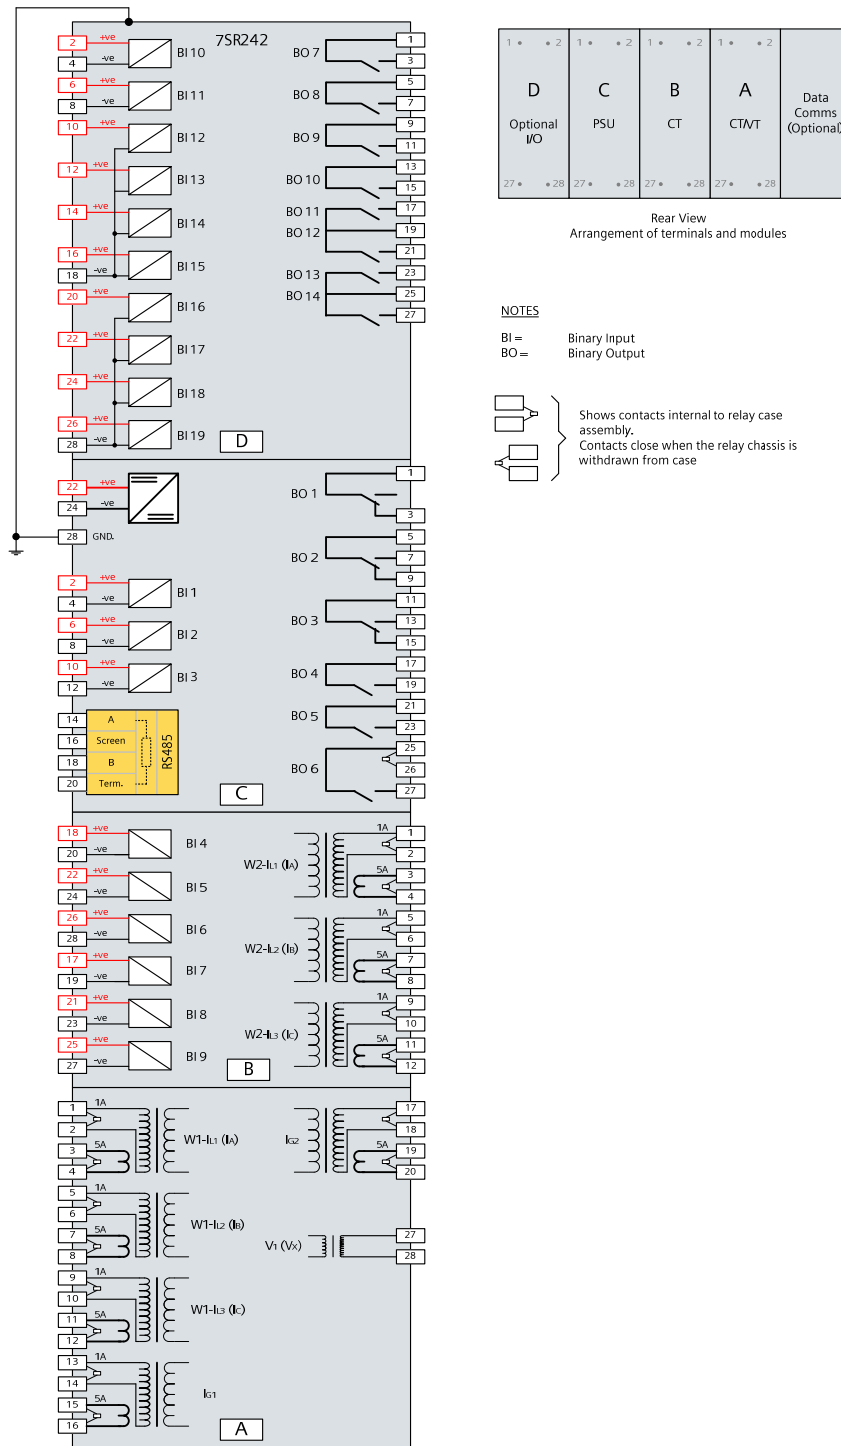 7SR242
2 +ve BI 10 BO 7 1
4 -ve 3
6 +ve BI 11 BO 8 5
8 -ve 7
10 +ve BI 12 BO 9 9
11
12 +ve BI 13 BO 10 13
15
14 +ve BI 14 BO 11 17
BO 12 19
16 +ve BI 15 21
18 -ve BO 13 23
20 +ve BI 16 BO 14 25
27
22 +ve BI 17
24 +ve BI 18
26 +ve BI 19
28 -ve
D
22 +ve BO 1 1
24 -ve 3
28 GND.
BO 2 5
7
9
2 +ve BI 1
4 -ve
6 +ve BI 2
8 -ve
10 +ve BI 3
12 -ve
BO 3 11
13
15
BO 4 17
19
BO 5 21
23
BO 6 25
26
27
14 A
16 Screen
18 B
20 Term.
RS485
C
18 +ve BI 4
20 -ve
22 +ve BI 5
24 -ve
26 +ve BI 6
28 -ve
17 +ve BI 7
19 -ve
21 +ve BI 8
23 -ve
25 +ve BI 9
27 -ve
W2-IL1 (IA) 1A 1
2
5A 3
4
W2-IL2 (IB) 1A 5
6
5A 7
8
W2-IL3 (IC) 1A 9
10
5A 11
12
B
1 1A W1-IL1 (IA)
2
3 5A
4
5 1A W1-IL2 (IB)
6
7 5A
8
9 1A W1-IL3 (IC)
10
11 5A
12
13 1A IG1
14
15 5A
16
IG2 1A 17
18
5A 19
20
V1 (VX) 27
28
A
1 2 1 2 1 2 1 2
D C B A
Optional I/O PSU CT CT/VT
Data Comms (Optional)
27 28 27 28 27 28 27 28
Rear View
Arrangement of terminals and modules
NOTES
BI = Binary Input
BO = Binary Output
Shows contacts internal to relay case
assembly.
Contacts close when the relay chassis is
withdrawn from case